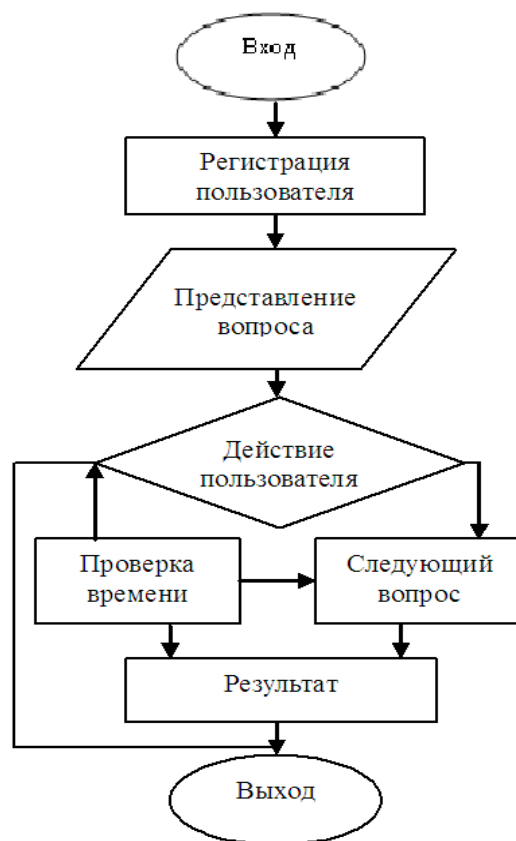 Вход
Регистрация
пользователя
Представление
вопроса
Действие
пользователя
Проверка
времени
Следующий
вопрос
Результат
Выход